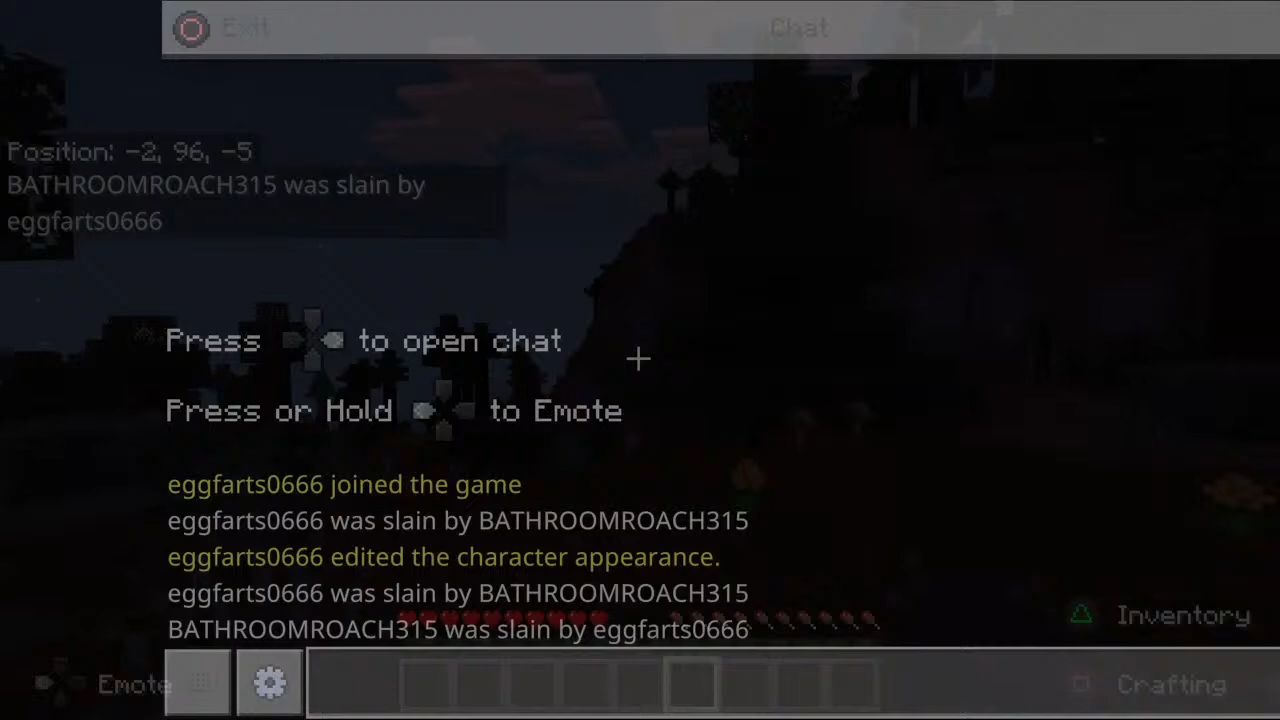 Exit
Chat
Position: -2, 96, -5
BATHROOMROACH315 was slain by
eggfarts0666
Press to open chat
Press or Hold to Emote
eggfarts0666 joined the game
eggfarts0666 was slain by BATHROOMROACH315
eggfarts0666 edited the character appearance.
eggfarts0666 was slain by BATHROOMROACH315
BATHROOMROACH315 was slain by eggfarts0666
Inventory
Emote
Crafting